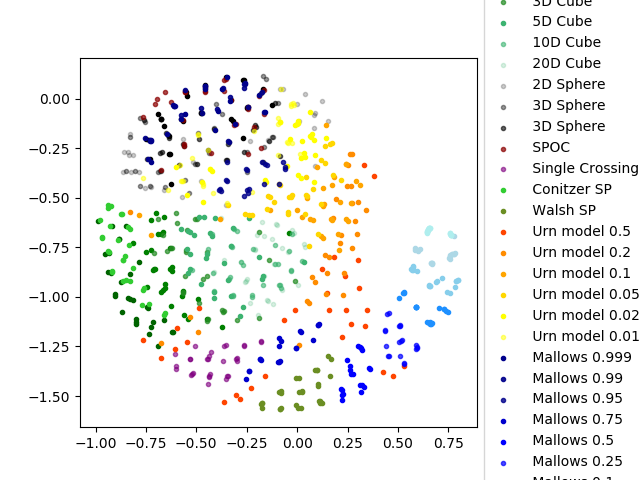 3D Cube
5D Cube
10D Cube
20D Cube
2D Sphere
3D Sphere
3D Sphere
SPOC
Single Crossing
Conitzer SP
Walsh SP
Urn model 0.5
Urn model 0.2
Urn model 0.1
Urn model 0.05
Urn model 0.02
Urn model 0.01
Mallows 0.999
Mallows 0.99
Mallows 0.95
Mallows 0.75
Mallows 0.5
Mallows 0.25
Mallows 0.1
0.00
−0.25
−0.50
−0.75
−1.00
−1.25
−1.50
−1.00 −0.75 −0.50 −0.25 0.00 0.25 0.50 0.75